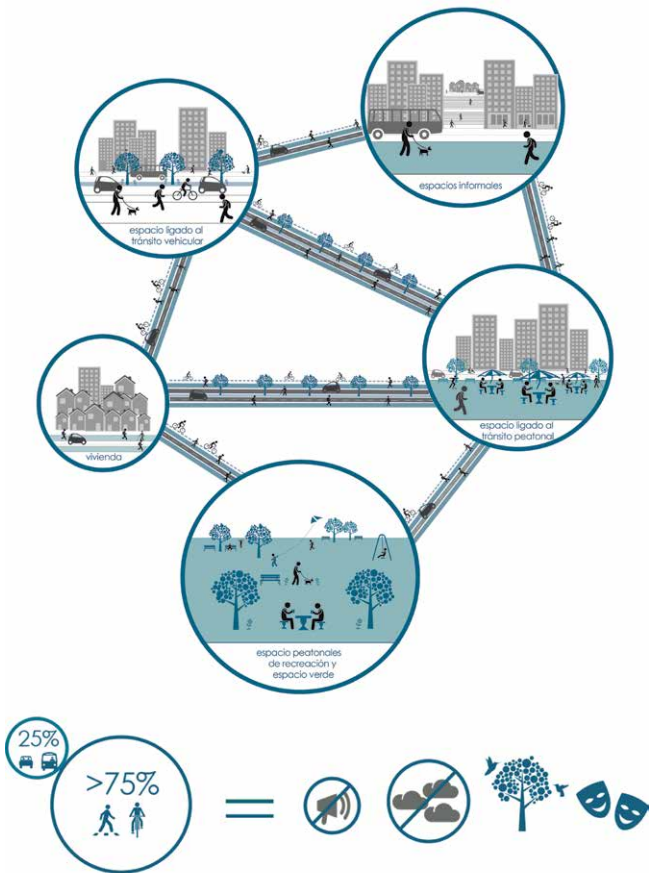 espacio ligado al
tránsito vehicular
espacios informales
vivienda
espacio ligado al
tránsito peatonal
espacio peatonales
de recreación y
espacio verde
25%
>75%